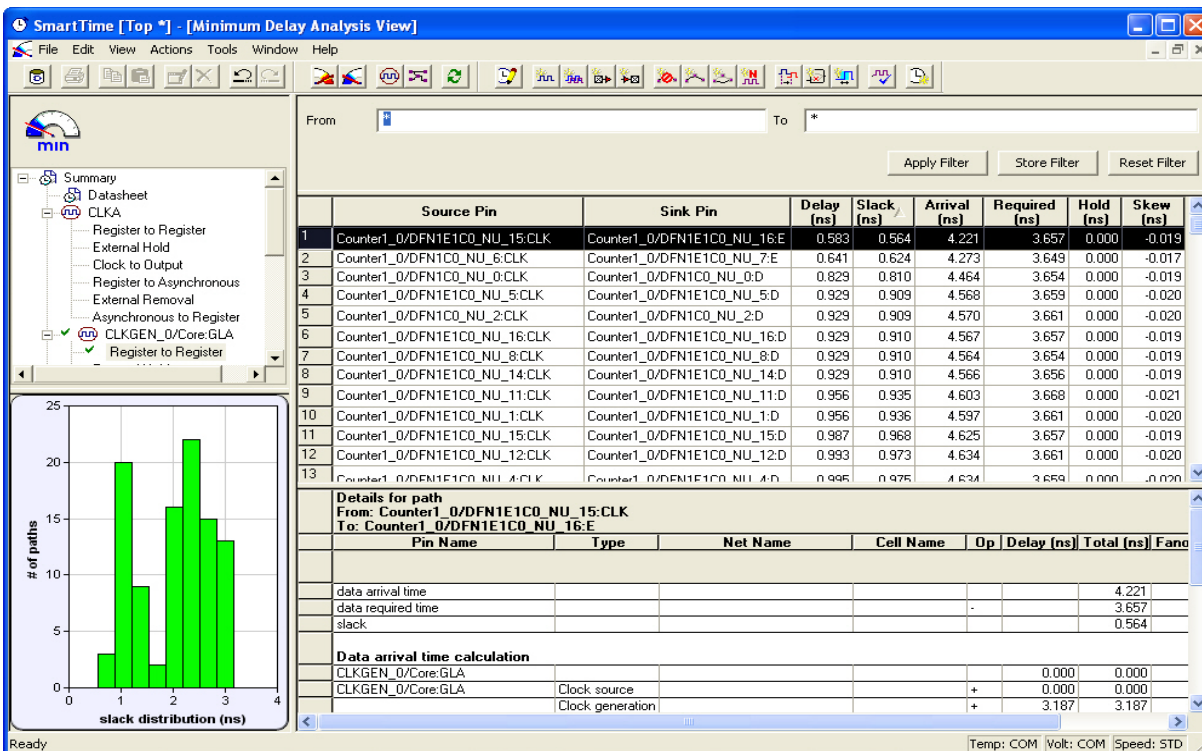 SmartTime [Top *] - [Minimum Delay Analysis View]
File Edit View Actions Tools Window Help
min
Summary
Datasheet
CLKA
Register to Register
External Hold
Clock to Output
Register to Asynchronous
External Removal
Asynchronous to Register
CLKGEN_0/Core:GLA
Register to Register
From * To *
Apply Filter Store Filter Reset Filter
Source Pin Sink Pin Delay (ns) Slack (ns) Arrival (ns) Required (ns) Hold (ns) Skew (ns)
1 Counter1_0/DFN1E1C0_NU_15:CLK Counter1_0/DFN1E1C0_NU_16:E 0.583 0.564 4.221 3.657 0.000 -0.019
2 Counter1_0/DFN1C0_NU_6:CLK Counter1_0/DFN1E1C0_NU_7:E 0.641 0.624 4.273 3.649 0.000 -0.017
3 Counter1_0/DFN1C0_NU_0:CLK Counter1_0/DFN1C0_NU_0:D 0.829 0.810 4.464 3.654 0.000 -0.019
4 Counter1_0/DFN1E1C0_NU_5:CLK Counter1_0/DFN1E1C0_NU_5:D 0.929 0.909 4.568 3.659 0.000 -0.020
5 Counter1_0/DFN1C0_NU_2:CLK Counter1_0/DFN1C0_NU_2:D 0.929 0.909 4.570 3.661 0.000 -0.020
6 Counter1_0/DFN1E1C0_NU_16:CLK Counter1_0/DFN1E1C0_NU_16:D 0.929 0.910 4.567 3.657 0.000 -0.019
7 Counter1_0/DFN1E1C0_NU_8:CLK Counter1_0/DFN1E1C0_NU_8:D 0.929 0.910 4.564 3.654 0.000 -0.019
8 Counter1_0/DFN1E1C0_NU_14:CLK Counter1_0/DFN1E1C0_NU_14:D 0.929 0.910 4.566 3.656 0.000 -0.019
9 Counter1_0/DFN1E1C0_NU_11:CLK Counter1_0/DFN1E1C0_NU_11:D 0.956 0.935 4.603 3.668 0.000 -0.021
10 Counter1_0/DFN1E1C0_NU_1:CLK Counter1_0/DFN1E1C0_NU_1:D 0.956 0.936 4.597 3.661 0.000 -0.020
11 Counter1_0/DFN1E1C0_NU_15:CLK Counter1_0/DFN1E1C0_NU_15:D 0.987 0.968 4.625 3.657 0.000 -0.019
12 Counter1_0/DFN1E1C0_NU_12:CLK Counter1_0/DFN1E1C0_NU_12:D 0.993 0.973 4.634 3.661 0.000 -0.020
13 Counter1_0/DFN1E1C0_NU_4:CLK Counter1_0/DFN1E1C0_NU_4:D 0.995 0.975 4.634 3.659 0.000 -0.020
25
20
15
10
5
0
0 1 2 3 4
# of paths
slack distribution (ns)
Details for path
From: Counter1_0/DFN1E1C0_NU_15:CLK
To: Counter1_0/DFN1E1C0_NU_16:E
Pin Name Type Net Name Cell Name Op Delay (ns) Total (ns) Fano
data arrival time 4.221
data required time - 3.657
slack 0.564
Data arrival time calculation
CLKGEN_0/Core:GLA 0.000 0.000
CLKGEN_0/Core:GLA Clock source + 0.000 0.000
Clock generation + 3.187 3.187
Ready Temp: COM Volt: COM Speed: STD